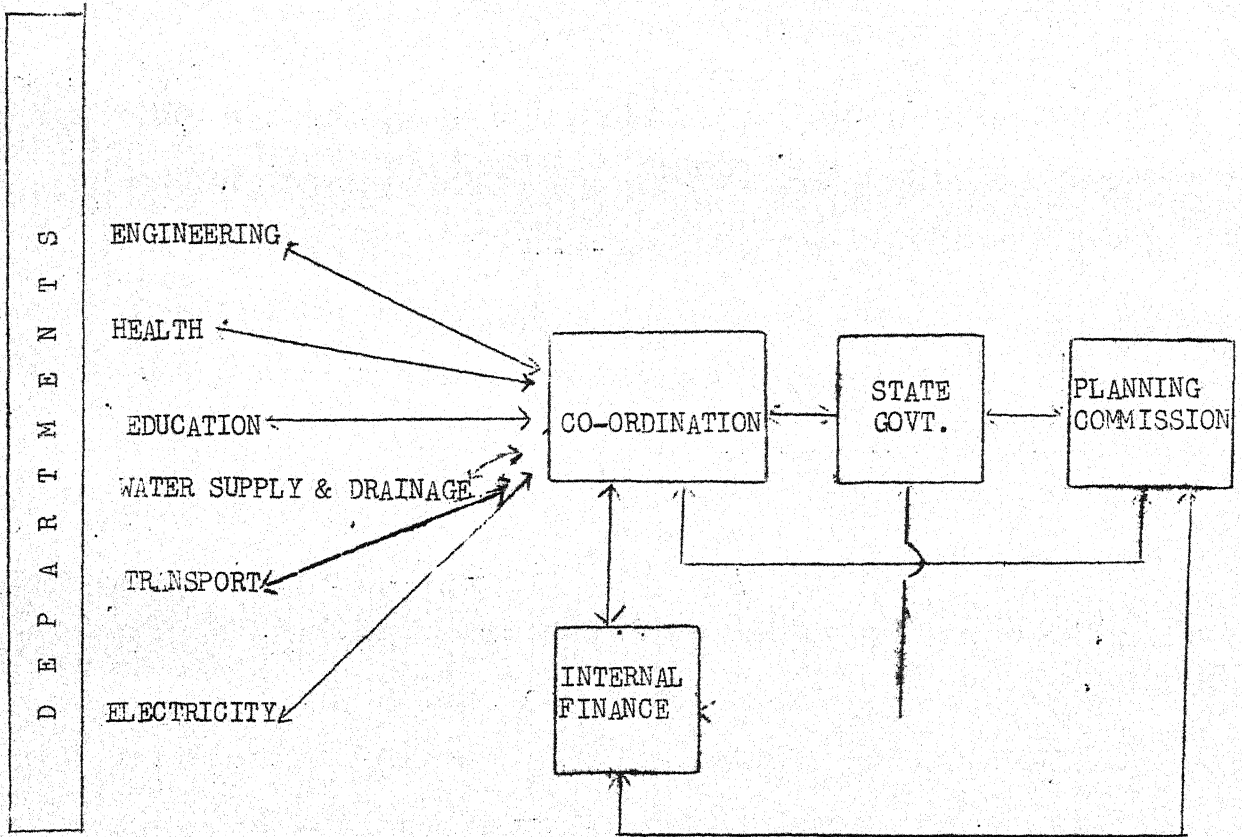 DEPARTMENTS
ENGINEERING
HEALTH
EDUCATION
WATER SUPPLY & DRAINAGE
TRANSPORT
ELECTRICITY
CO-ORDINATION
STATE
GOVT.
PLANNING
COMMISSION
INTERNAL
FINANCE